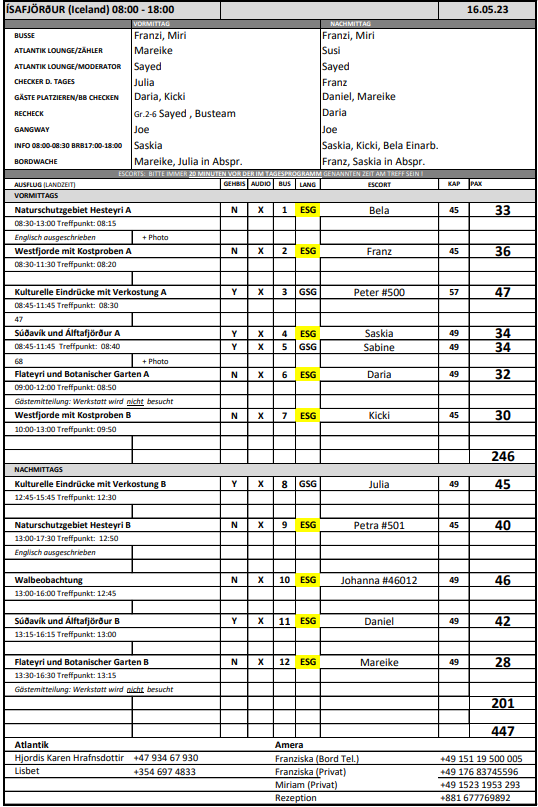 ÍSAFJÖRÐUR (Iceland) 08:00 - 18:00 16.05.23
VORMITTAG NACHMITTAG
BUSSE Franzi, Miri Franzi, Miri
ATLANTIK LOUNGE/ZÄHLER Mareike Susi
ATLANTIK LOUNGE/MODERATOR Sayed Sayed
CHECKER D. TAGES Julia Franz
GÄSTE PLATZIEREN/BB CHECKEN Daria, Kicki Daniel, Mareike
RECHECK Gr.2-6 Sayed , Busteam Daria
GANGWAY Joe Joe
INFO 08:00-08:30 BRB17:00-18:00 Saskia Saskia, Kicki, Bela Einarb.
BORDWACHE Mareike, Julia in Abspr. Franz, Saskia in Abspr.
ESCORTS: BITTE IMMER 20 MINUTEN VOR DER IM TAGESPROGRAMM GENANNTEN ZEIT AM TREFF SEIN !
AUSFLUG (LANDZEIT) GEHBIS AUDIO BUS LANG ESCORT KAP PAX
VORMITTAGS
Naturschutzgebiet Hesteyri A N X 1 ESG Bela 45 33
08:30-13:00 Treffpunkt: 08:15
Englisch ausgeschrieben + Photo
Westfjorde mit Kostproben A N X 2 ESG Franz 45 36
08:30-11:30 Treffpunkt: 08:20
Kulturelle Eindrücke mit Verkostung A Y X 3 GSG Peter #500 57 47
08:45-11:45 Treffpunkt: 08:30
47
Súðavík und Álftafjörður A Y X 4 ESG Saskia 49 34
08:45-11:45 Treffpunkt: 08:40 Y X 5 GSG Sabine 49 34
68 + Photo
Flateyri und Botanischer Garten A N X 6 ESG Daria 49 32
09:00-12:00 Treffpunkt: 08:50
Gästemitteilung: Werkstatt wird nicht besucht
Westfjorde mit Kostproben B N X 7 ESG Kicki 45 30
10:00-13:00 Treffpunkt: 09:50
246
NACHMITTAGS
Kulturelle Eindrücke mit Verkostung B Y X 8 GSG Julia 49 45
12:45-15:45 Treffpunkt: 12:30
Naturschutzgebiet Hesteyri B N X 9 ESG Petra #501 45 40
13:00-17:30 Treffpunkt: 12:50
Englisch ausgeschrieben
Walbeobachtung N X 10 ESG Johanna #46012 49 46
13:00-16:00 Treffpunkt: 12:45
Súðavík und Álftafjörður B Y X 11 ESG Daniel 49 42
13:15-16:15 Treffpunkt: 13:00
Flateyri und Botanischer Garten B N X 12 ESG Mareike 49 28
13:30-16:30 Treffpunkt: 13:15
Gästemitteilung: Werkstatt wird nicht besucht
201
447
Atlantik Amera
Hjordis Karen Hrafnsdottir +47 934 67 930 Franziska (Bord Tel.) +49 151 19 500 005
Lisbet +354 697 4833 Franziska (Privat) +49 176 83745596
Miriam (Privat) +49 1523 1953 293
Rezeption +881 677769892